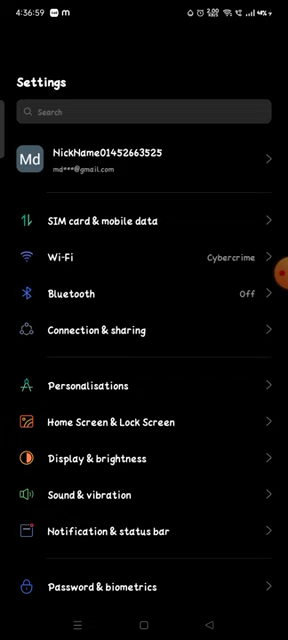 4:36:59
Settings
Search
Md
NickName01452663525
md***@gmail.com
SIM card & mobile data
Wi-Fi
Cybercrime
Bluetooth
Off
Connection & sharing
Personalisations
Home Screen & Lock Screen
Display & brightness
Sound & vibration
Notification & status bar
Password & biometrics